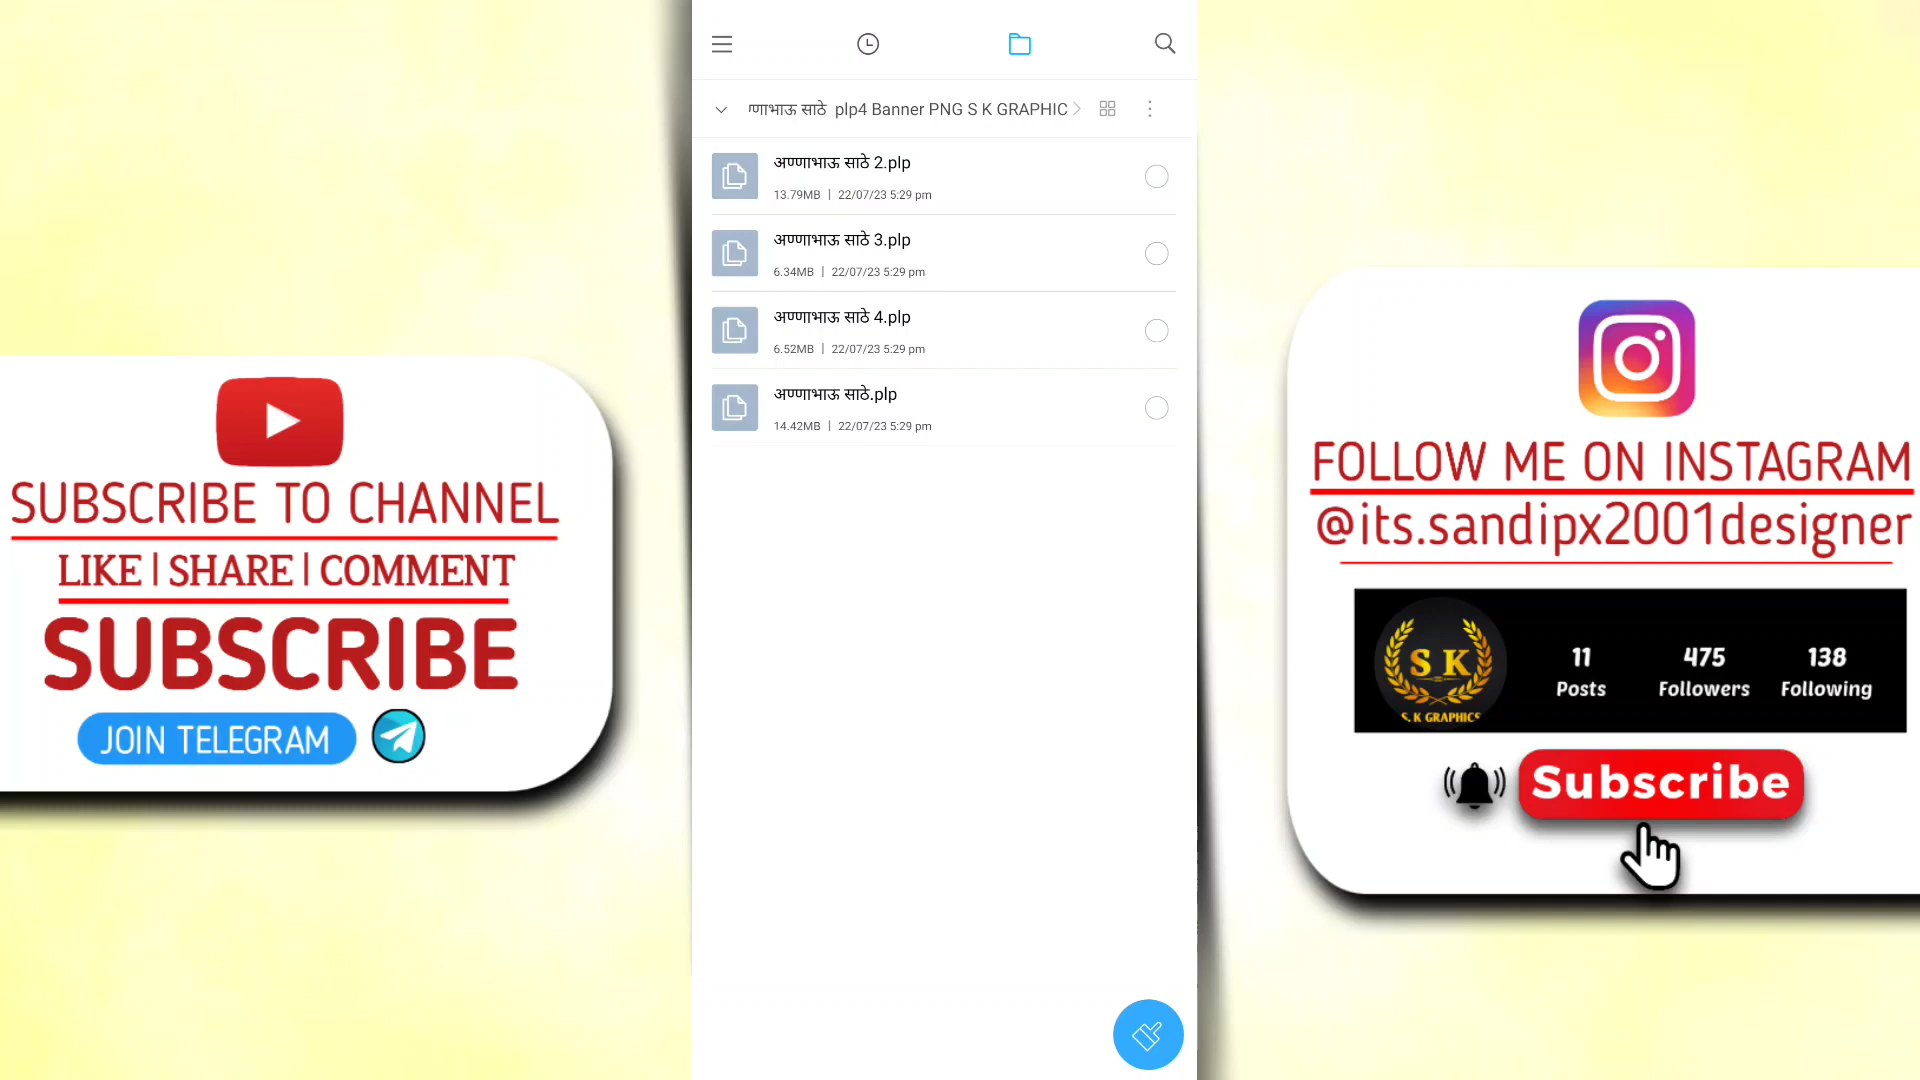 SUBSCRIBE TO CHANNEL
LIKE | SHARE | COMMENT
SUBSCRIBE
JOIN TELEGRAM
साठे plp4 Banner PNG S K GRAPHIC
अण्णाभाऊ साठे 2.plp
13.79MB | 22/07/23 5:29 pm
अण्णाभाऊ साठे 3.plp
6.34MB | 22/07/23 5:29 pm
अण्णाभाऊ साठे 4.plp
6.52MB | 22/07/23 5:29 pm
अण्णाभाऊ साठे.plp
14.42MB | 22/07/23 5:29 pm
FOLLOW ME ON INSTAGRAM
@its.sandipx2001designer
S K
S. K GRAPHICS
11 475 138
Posts Followers Following
Subscribe